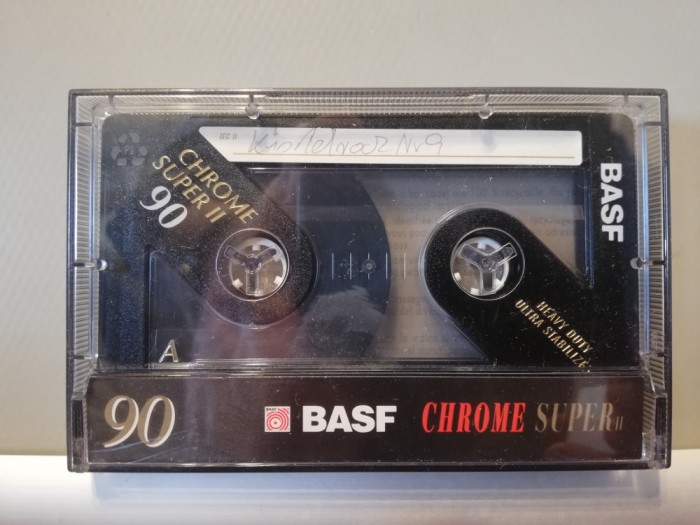 CHROME
SUPER II
90
BASF
HEAVY DUTY
ULTRA STABILIZE
A
90 BASF CHROME SUPER II